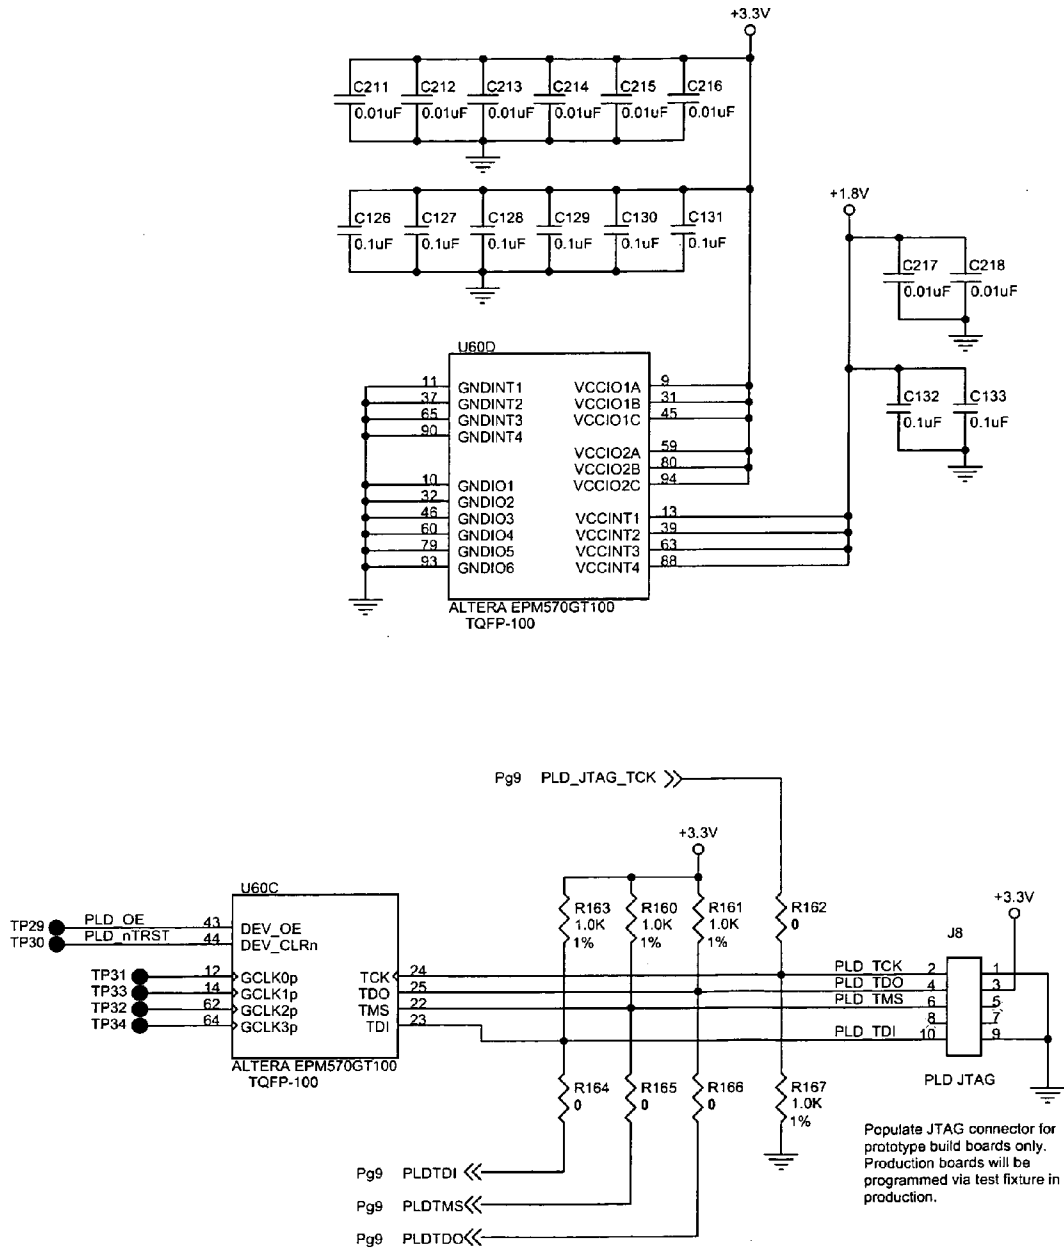 +3.3V
C211 C212 C213 C214 C215 C216
0.01uF 0.01uF 0.01uF 0.01uF 0.01uF 0.01uF
C126 C127 C128 C129 C130 C131
0.1uF 0.1uF 0.1uF 0.1uF 0.1uF 0.1uF
+1.8V
C217 C218
0.01uF 0.01uF
C132 C133
0.1uF 0.1uF
U60D
11 GNDINT1 VCCIO1A 9
37 GNDINT2 VCCIO1B 31
65 GNDINT3 VCCIO1C 45
90 GNDINT4
VCCIO2A 59
VCCIO2B 80
10 GNDIO1 VCCIO2C 94
32 GNDIO2
46 GNDIO3 VCCINT1 13
60 GNDIO4 VCCINT2 39
79 GNDIO5 VCCINT3 63
93 GNDIO6 VCCINT4 88
ALTERA EPM570GT100
TQFP-100
Pg9 PLD_JTAG_TCK
+3.3V
+3.3V
U60C
R163 R160 R161 R162
1.0K 1.0K 1.0K 0
1% 1% 1%
J8
TP29 PLD_OE 43 DEV_OE
TP30 PLD_nTRST 44 DEV_CLRn
TP31 12 GCLK0p TCK 24 PLD_TCK 2 1
TP33 14 GCLK1p TDO 25 PLD_TDO 4 3
TP32 62 GCLK2p TMS 22 PLD_TMS 6 5
8 7
TP34 64 GCLK3p TDI 23 PLD_TDI 10 9
ALTERA EPM570GT100
TQFP-100
PLD JTAG
R164 R165 R166 R167
0 0 0 1.0K
1%
Populate JTAG connector for
prototype build boards only.
Production boards will be
programmed via test fixture in
production.
Pg9 PLDTDI
Pg9 PLDTMS
Pg9 PLDTDO